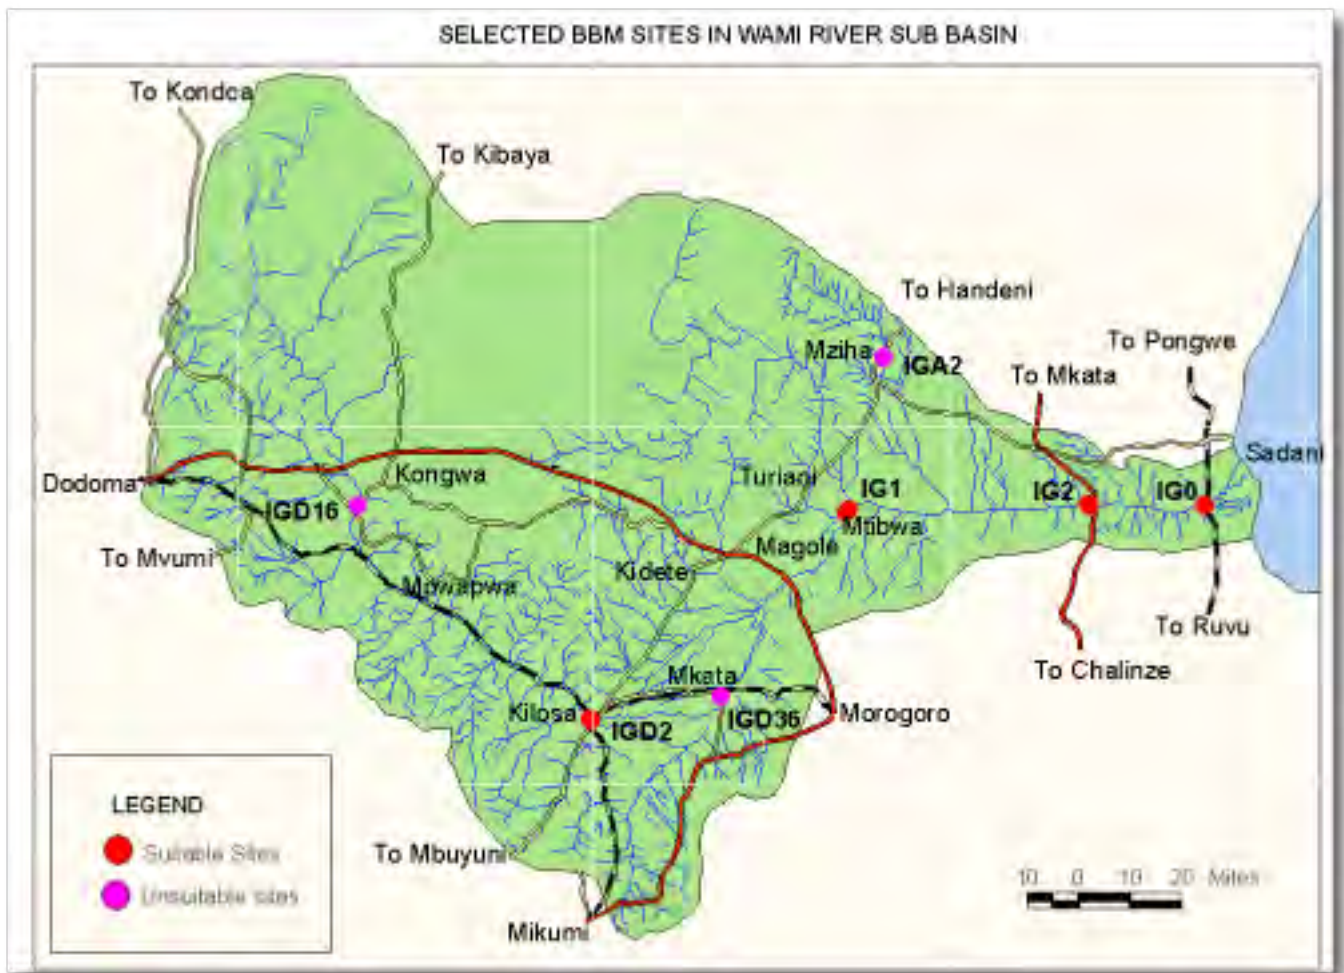 SELECTED BBM SITES IN WAMI RIVER SUB BASIN
To Kondoa
To Kibaya
To Handeni
To Pongwe
Mziha
IGA2
To Mkata
Sadani
Dodoma
Kongwa
Turiani
IG1
IG2
IG0
IGD16
Mtibwa
Magole
To Mvumi
Kidete
Mpwapwa
To Ruvu
To Chalinze
Mkata
Kilosa
IGD2
IGD36
Morogoro
LEGEND
Suitable Sites
Unsuitable sites
To Mbuyuni
10 0 10 20 Miles
Mikumi